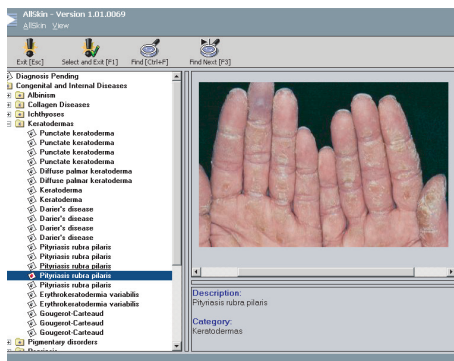 AllSkin - Version 1.01.0069
AllSkin View
Exit [Esc] Select and Exit [F1] Find [Ctrl+F] Find Next [F3]
Diagnosis Pending
Congenital and Internal Diseases
Albinism
Collagen Diseases
Ichthyoses
Keratodermas
Punctate keratoderma
Punctate keratoderma
Punctate keratoderma
Punctate keratoderma
Diffuse palmar keratoderma
Diffuse palmar keratoderma
Keratoderma
Keratoderma
Darier's disease
Darier's disease
Darier's disease
Darier's disease
Pityriasis rubra pilaris
Pityriasis rubra pilaris
Pityriasis rubra pilaris
Pityriasis rubra pilaris
Pityriasis rubra pilaris
Erythrokeratodermia variabilis
Erythrokeratodermia variabilis
Gougerot-Carteaud
Gougerot-Carteaud
Gougerot-Carteaud
Pigmentary disorders
Psoriasis
Description:
Pityriasis rubra pilaris
Category:
Keratodermas